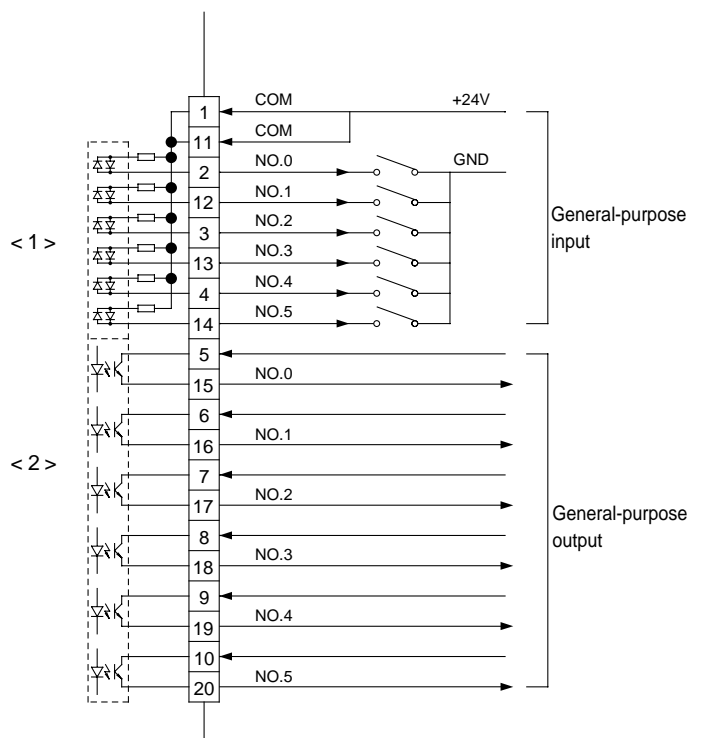 1 COM +24V
11 COM
2 NO.0 GND
12 NO.1
3 NO.2
13 NO.3
4 NO.4
14 NO.5
General-purpose
input
< 1 >
5
15 NO.0
6
16 NO.1
7
17 NO.2
8
18 NO.3
9
19 NO.4
10
20 NO.5
< 2 >
General-purpose
output